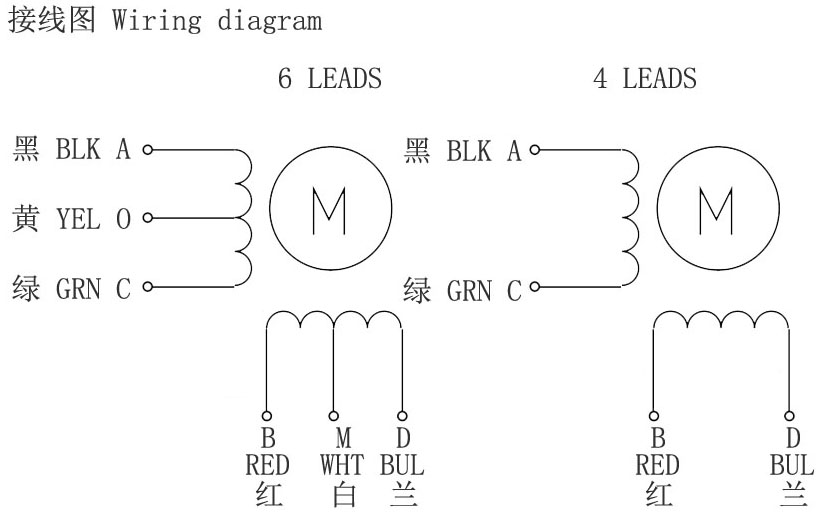 接线图 Wiring diagram
6 LEADS
4 LEADS
黑 BLK A
黄 YEL O
绿 GRN C
M
B M D
RED WHT BUL
红 白 兰
黑 BLK A
绿 GRN C
M
B D
RED BUL
红 兰